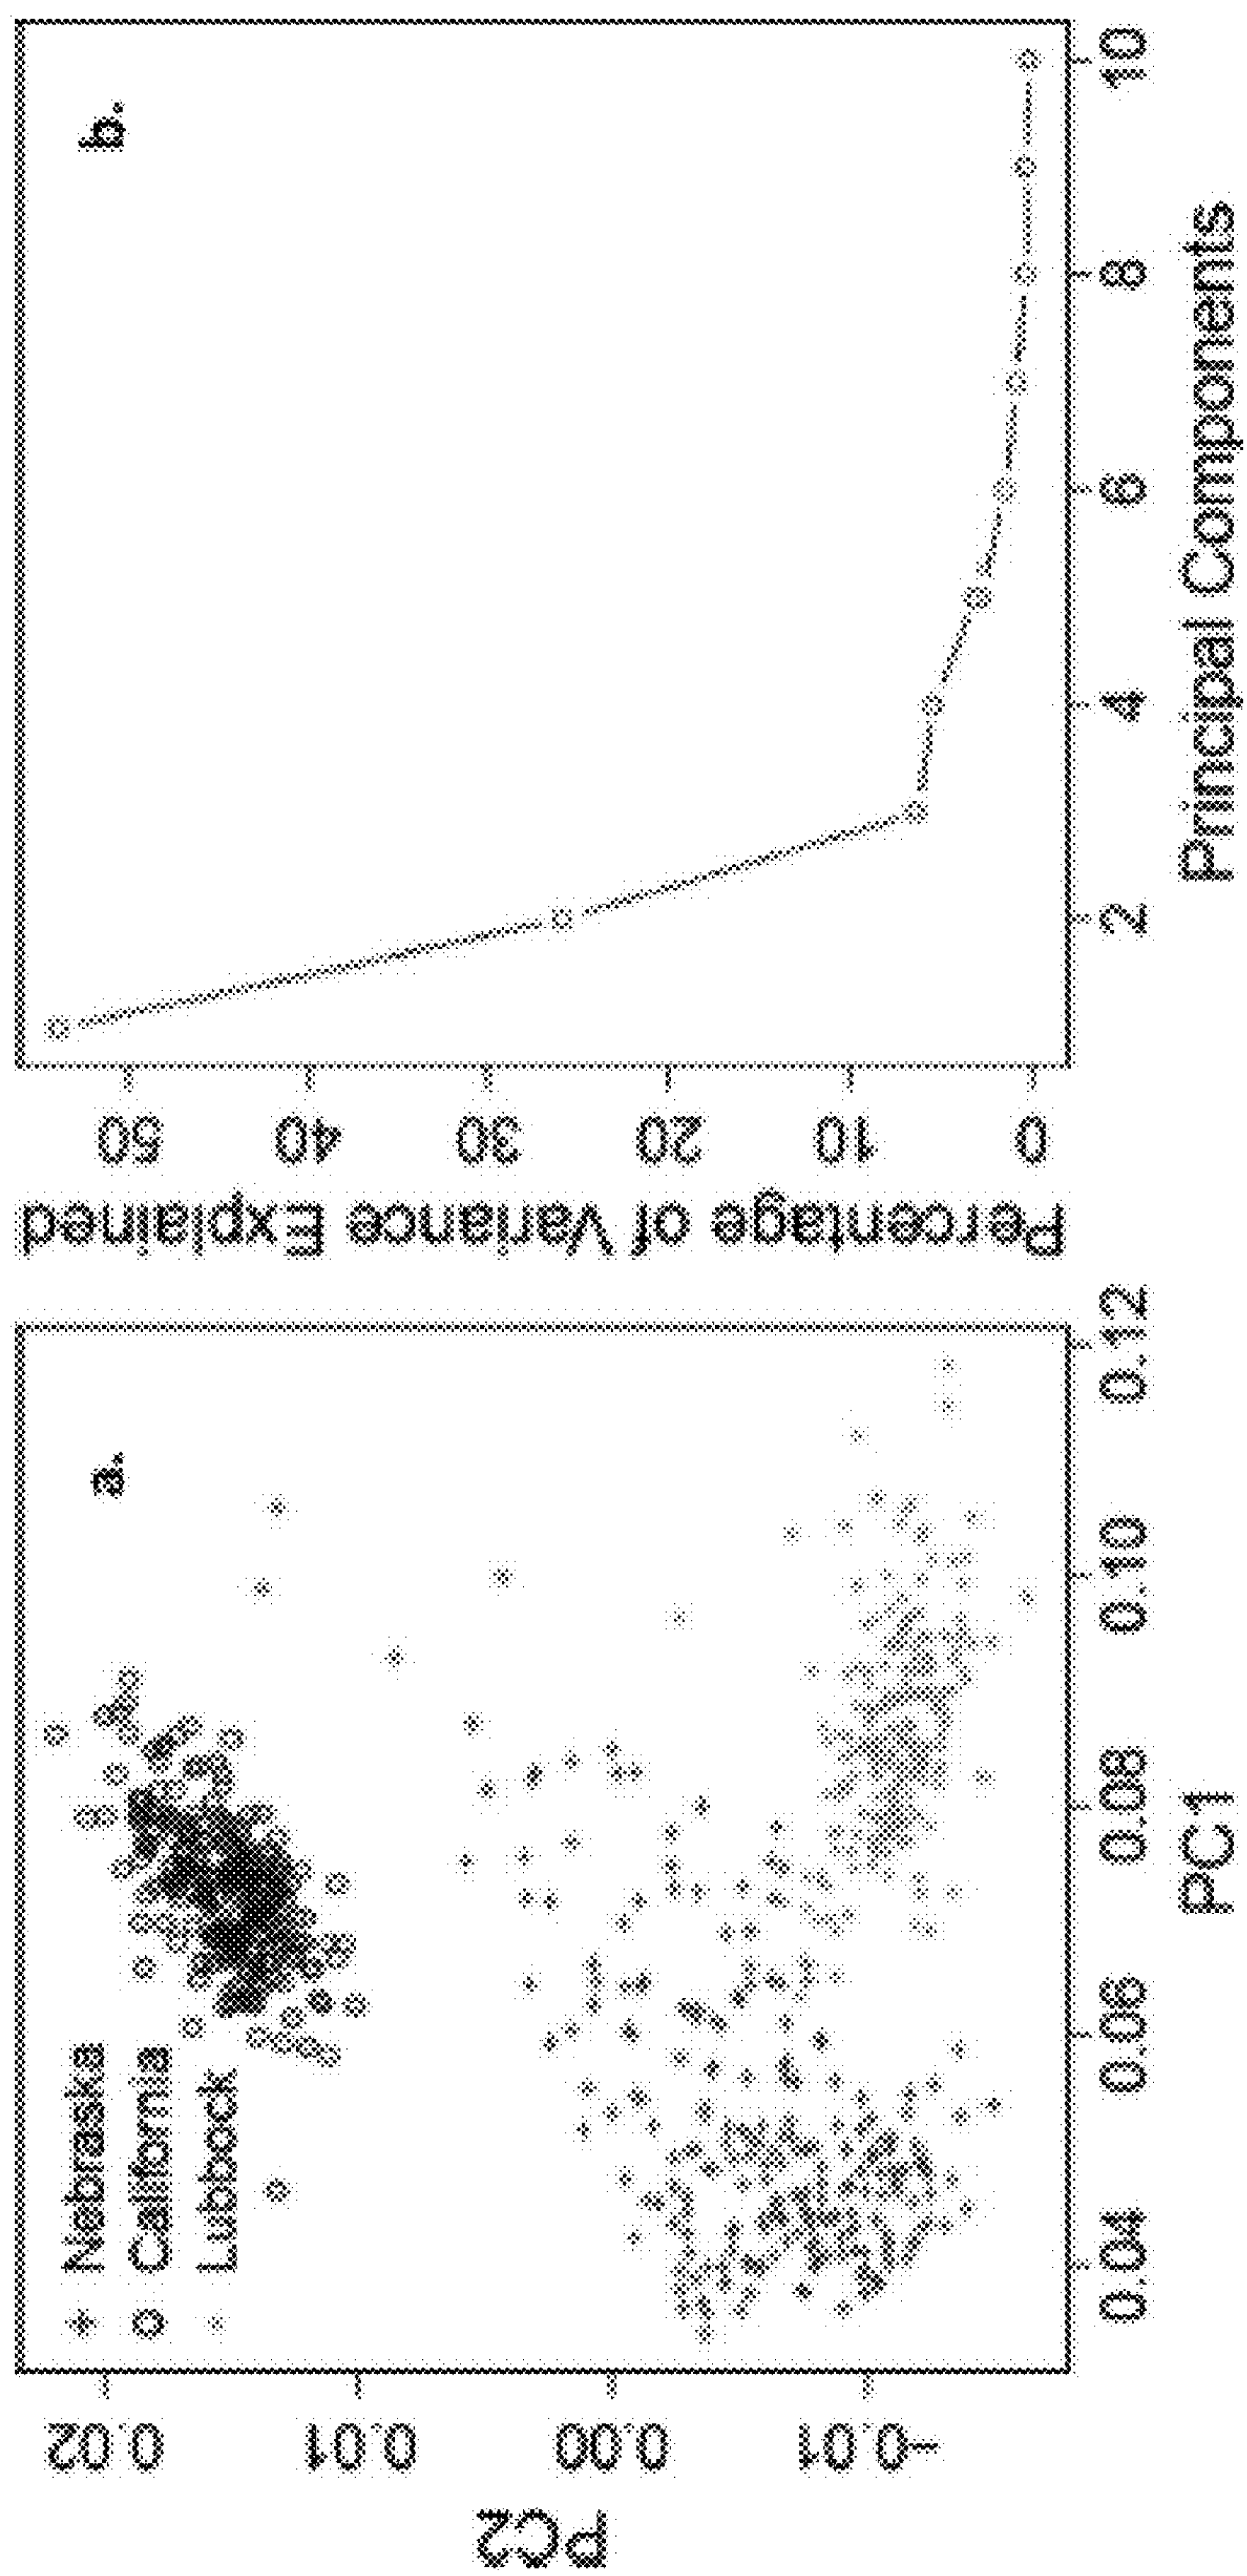 a.
Nebraska
California
Lubbock
0.02
0.01
0.00
−0.01
PC2
0.04
0.06
0.08
0.10
0.12
PC1
b.
50
40
30
20
10
0
Percentage of Variance Explained
2
4
6
8
10
Principal Components